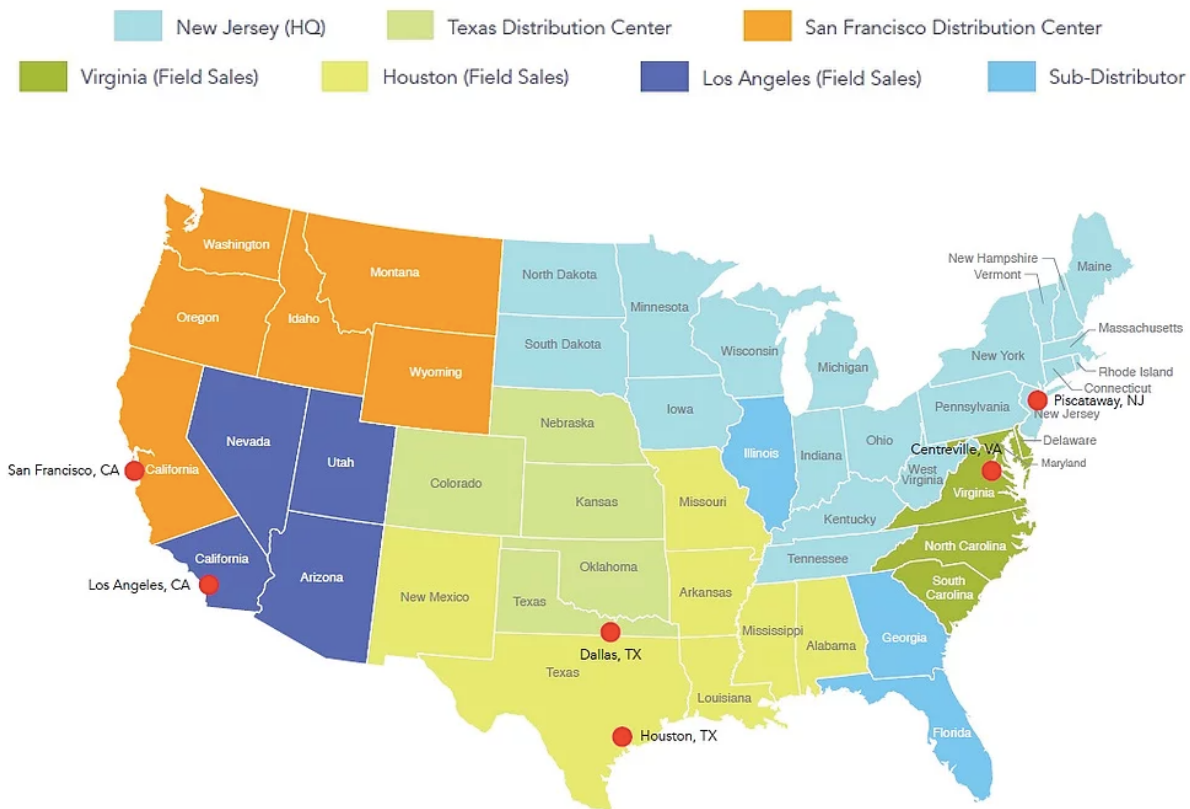 New Jersey (HQ)
Texas Distribution Center
San Francisco Distribution Center
Virginia (Field Sales)
Houston (Field Sales)
Los Angeles (Field Sales)
Sub-Distributor
Washington
Montana
North Dakota
Minnesota
New Hampshire
Vermont
Maine
Oregon
Idaho
South Dakota
Wisconsin
Michigan
New York
Massachusetts
Rhode Island
Connecticut
Wyoming
Iowa
Pennsylvania
Piscataway, NJ
New Jersey
Nebraska
Nevada
Utah
Colorado
Kansas
Illinois
Indiana
Ohio
Centreville, VA
Delaware
Maryland
West
Virginia
Virginia
San Francisco, CA
California
Missouri
Kentucky
Tennessee
North Carolina
South
Carolina
California
Los Angeles, CA
Arizona
New Mexico
Oklahoma
Texas
Arkansas
Dallas, TX
Texas
Mississippi
Alabama
Georgia
Louisiana
Houston, TX
Florida